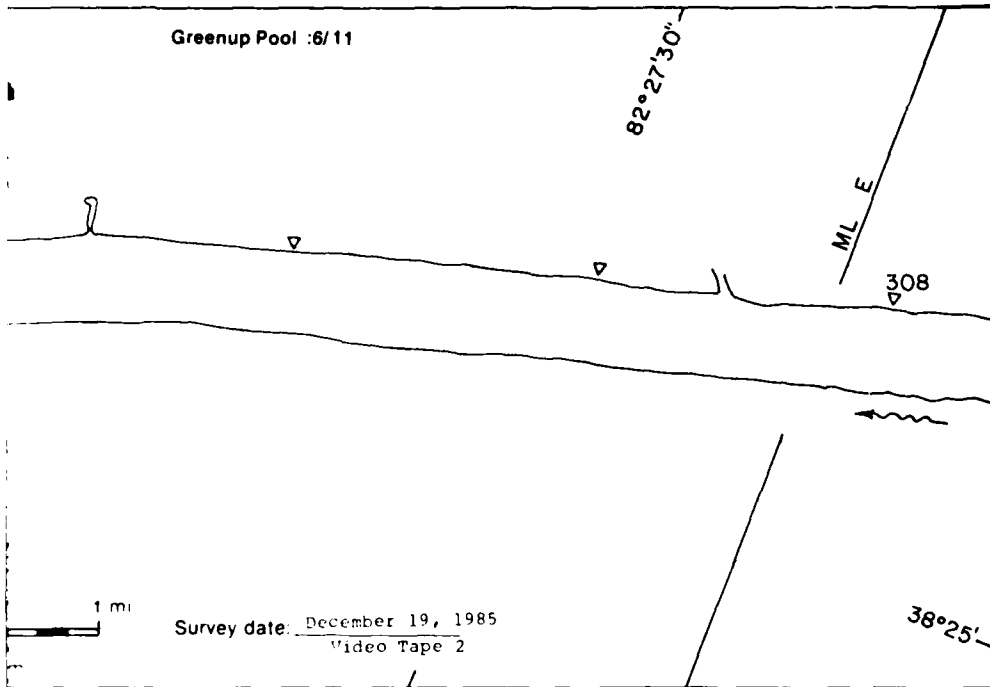 Greenup Pool :6/11
82°27'30"
ML E
308
1 mi
Survey date: December 19, 1985
Video Tape 2
38°25'